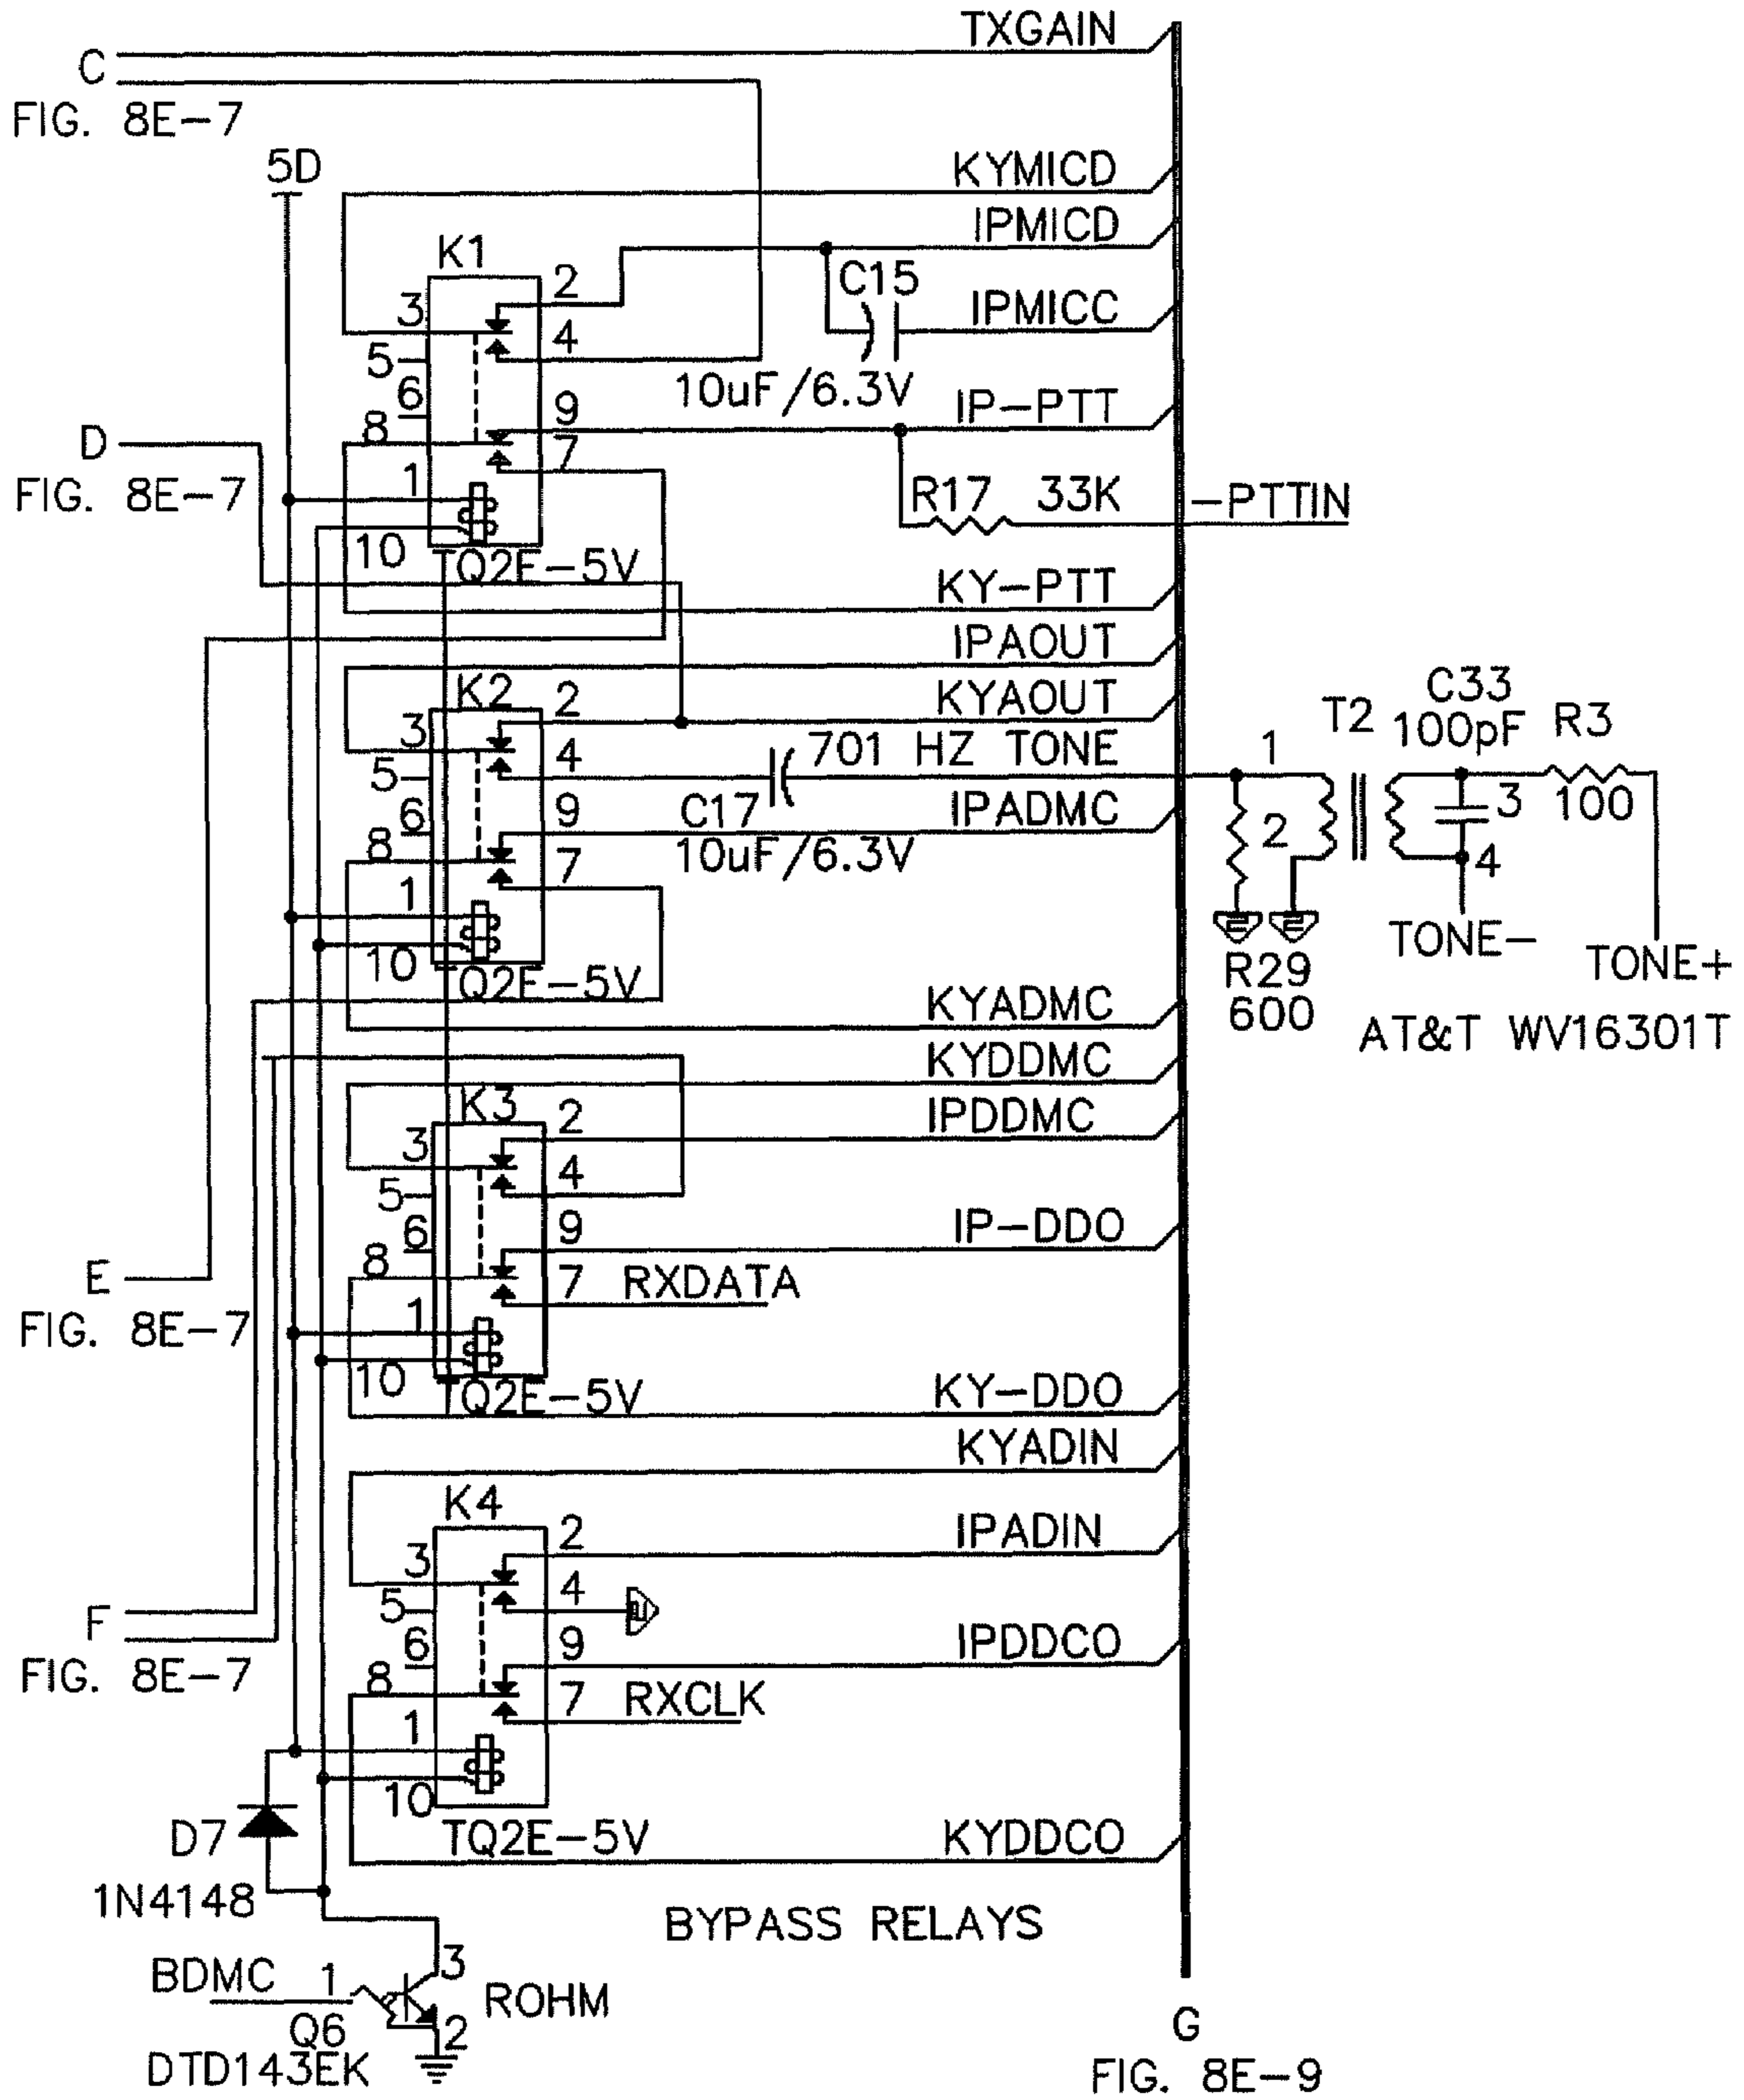 TXGAIN
C
FIG. 8E-7
5D
KYMICD
IPMICD
K1
2
C15
3
4
IPMICC
5
10uF/6.3V
6
9
IP-PTT
D
8
7
FIG. 8E-7
1
R17 33K
-PTTIN
10
TQ2E-5V
KY-PTT
IPAOUT
K2
2
KYAOUT
C33
T2
100pF
R3
3
4
701 HZ TONE
1
5
3
100
6
9
C17
IPADMC
2
8
7
10uF/6.3V
4
1
TONE-
10
TONE+
Q2E-5V
R29
600
KYADMC
AT&T WV16301T
KYDDMC
K3
2
IPDDMC
3
4
5
6
9
IP-DDO
E
8
7
RXDATA
FIG. 8E-7
1
10
TQ2E-5V
KY-DDO
KYADIN
K4
2
IPADIN
3
4
5
F
6
9
IPDDCO
FIG. 8E-7
8
7
RXCLK
1
10
D7
TQ2E-5V
KYDDCO
1N4148
BYPASS RELAYS
BDMC
1
3
ROHM
Q6
2
G
DTD143EK
FIG. 8E-9